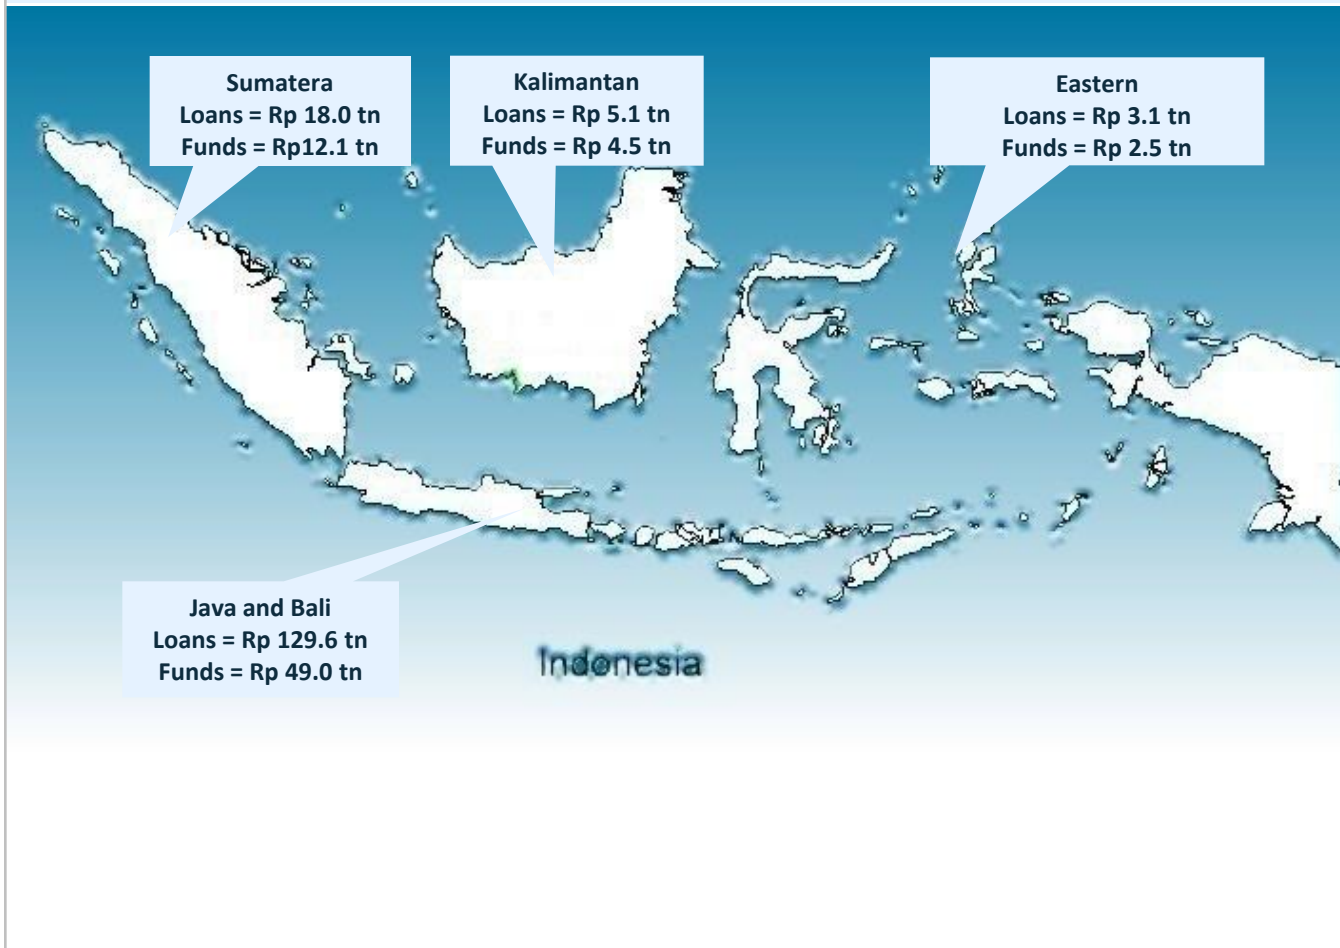 Sumatera
Loans = Rp 18.0 tn
Funds = Rp12.1 tn
Kalimantan
Loans = Rp 5.1 tn
Funds = Rp 4.5 tn
Eastern
Loans = Rp 3.1 tn
Funds = Rp 2.5 tn
Java and Bali
Loans = Rp 129.6 tn
Funds = Rp 49.0 tn
Indonesia